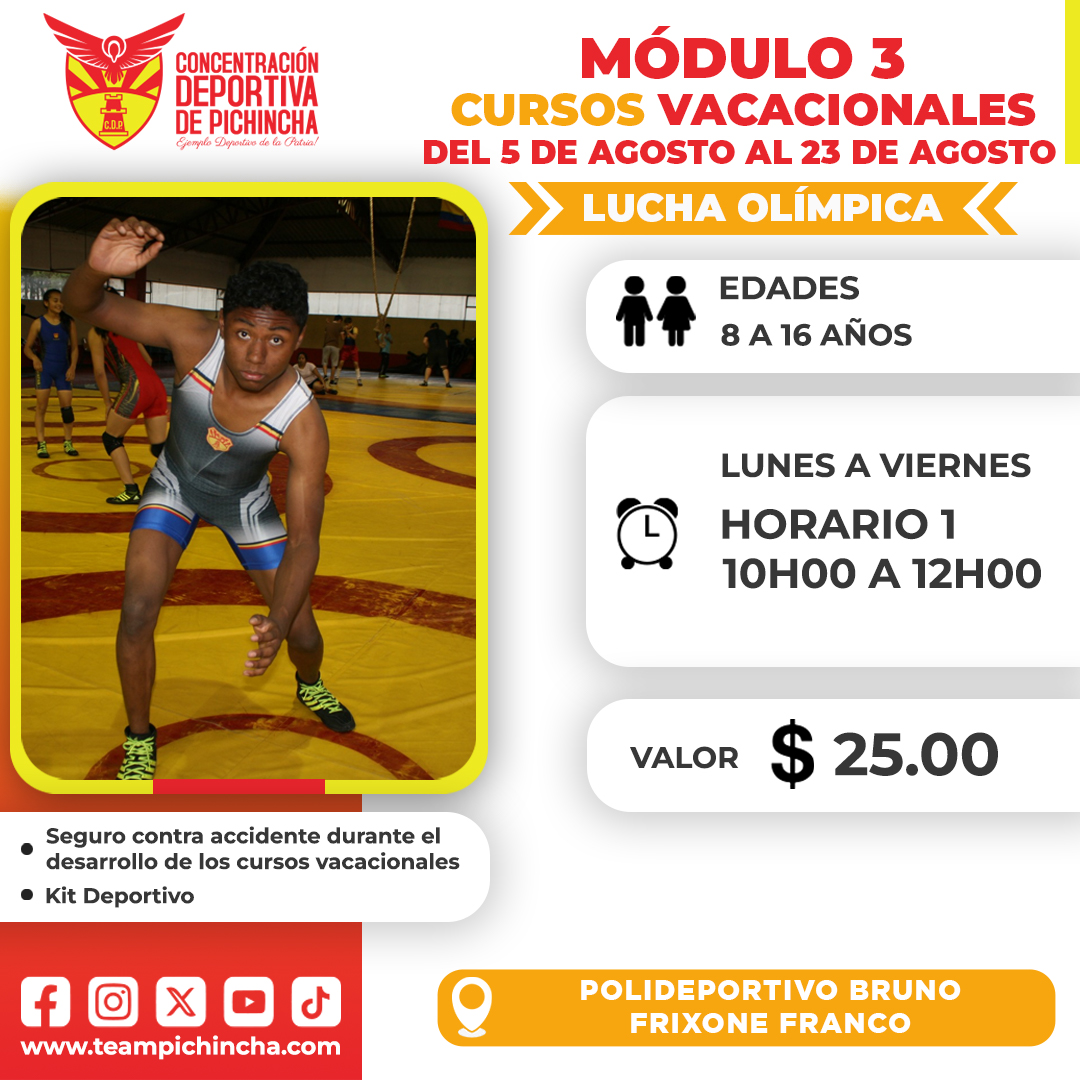 CONCENTRACIÓN
DEPORTIVA
DE PICHINCHA
Ejemplo Deportivo de la Patria!
C.D.P.
MÓDULO 3
CURSOS VACACIONALES
DEL 5 DE AGOSTO AL 23 DE AGOSTO
LUCHA OLÍMPICA
EDADES
8 A 16 AÑOS
LUNES A VIERNES
HORARIO 1
10H00 A 12H00
VALOR $ 25.00
Seguro contra accidente durante el
desarrollo de los cursos vacacionales
Kit Deportivo
www.teampichincha.com
POLIDEPORTIVO BRUNO
FRIXONE FRANCO